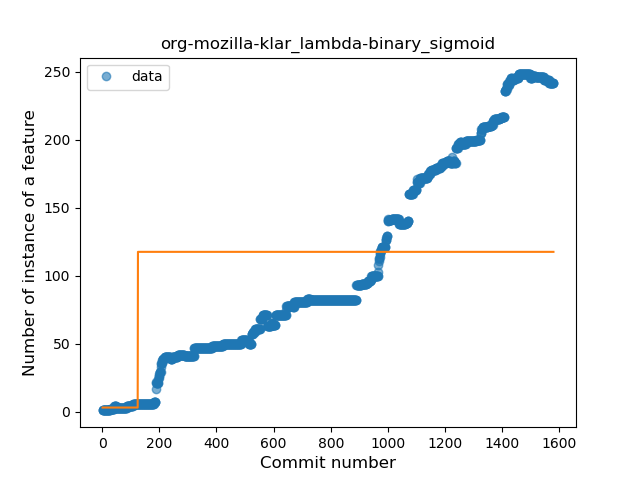 org-mozilla-klar_lambda-binary_sigmoid
data
Number of instance of a feature
250
200
150
100
50
0
0 200 400 600 800 1000 1200 1400 1600
Commit number